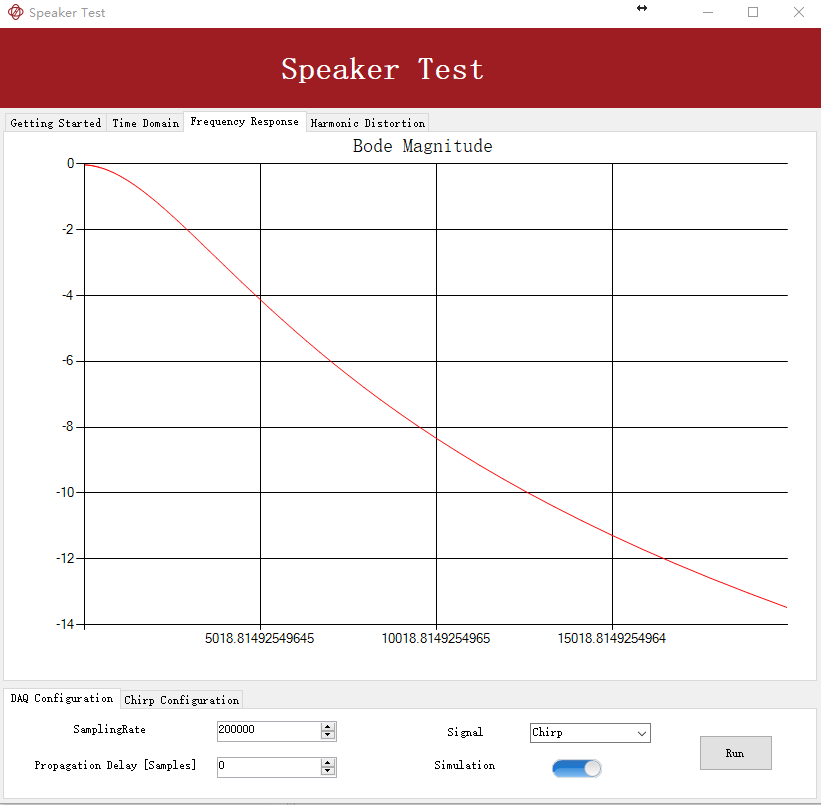 Speaker Test
Speaker Test
Getting Started Time Domain Frequency Response Harmonic Distortion
Bode Magnitude
0
-2
-4
-6
-8
-10
-12
-14
5018.81492549645 10018.8149254965 15018.8149254964
DAQ Configuration Chirp Configuration
SamplingRate 200000 Signal Chirp
Run
Propagation Delay [Samples] 0 Simulation